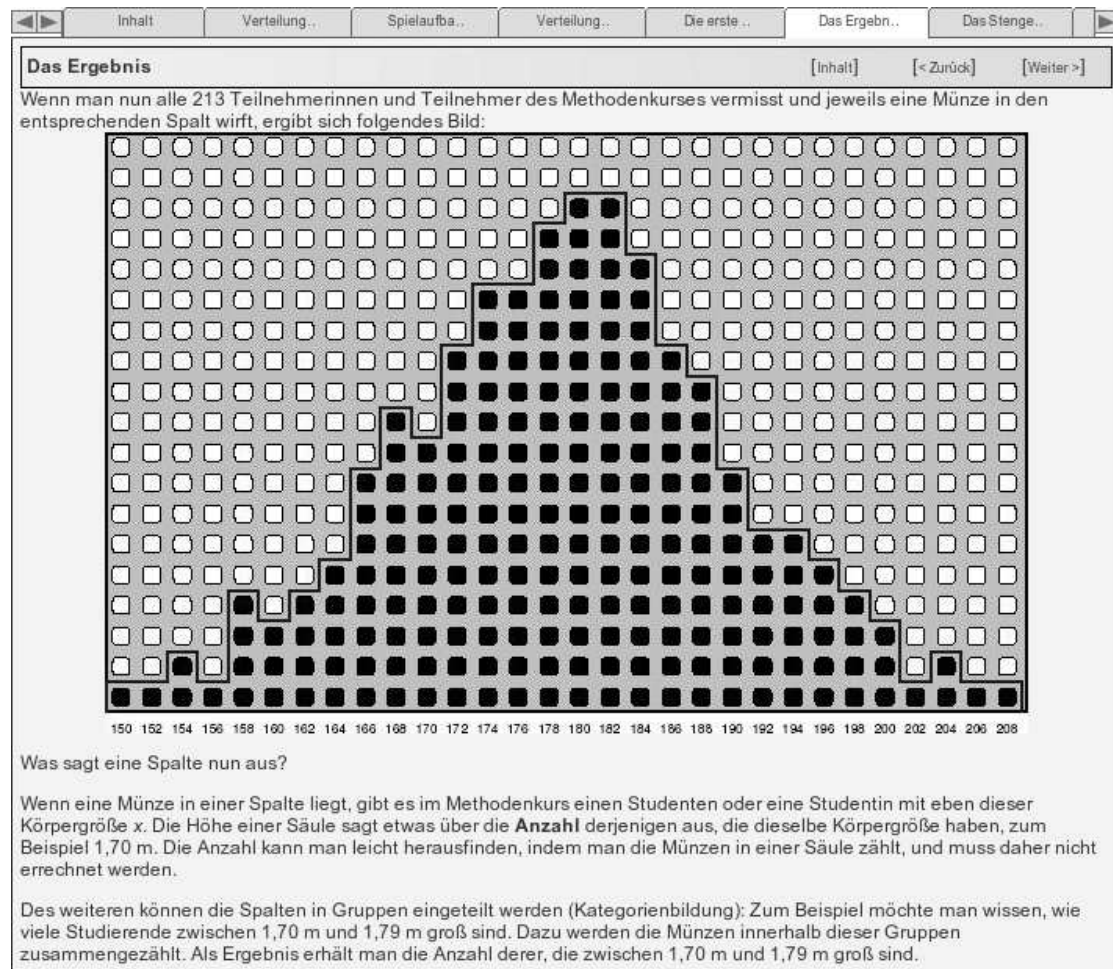 Inhalt Verteilung.. Spielaufba.. Verteilung.. Die erste .. Das Ergebn.. Das Stenge..
Das Ergebnis [Inhalt] [< Zurück] [Weiter >]
Wenn man nun alle 213 Teilnehmerinnen und Teilnehmer des Methodenkurses vermisst und jeweils eine Münze in den
entsprechenden Spalt wirft, ergibt sich folgendes Bild:
150 152 154 156 158 160 162 164 166 168 170 172 174 176 178 180 182 184 186 188 190 192 194 196 198 200 202 204 206 208
Was sagt eine Spalte nun aus?
Wenn eine Münze in einer Spalte liegt, gibt es im Methodenkurs einen Studenten oder eine Studentin mit eben dieser
Körpergröße x. Die Höhe einer Säule sagt etwas über die Anzahl derjenigen aus, die dieselbe Körpergröße haben, zum
Beispiel 1,70 m. Die Anzahl kann man leicht herausfinden, indem man die Münzen in einer Säule zählt, und muss daher nicht
errechnet werden.
Des weiteren können die Spalten in Gruppen eingeteilt werden (Kategorienbildung): Zum Beispiel möchte man wissen, wie
viele Studierende zwischen 1,70 m und 1,79 m groß sind. Dazu werden die Münzen innerhalb dieser Gruppen
zusammengezählt. Als Ergebnis erhält man die Anzahl derer, die zwischen 1,70 m und 1,79 m groß sind.